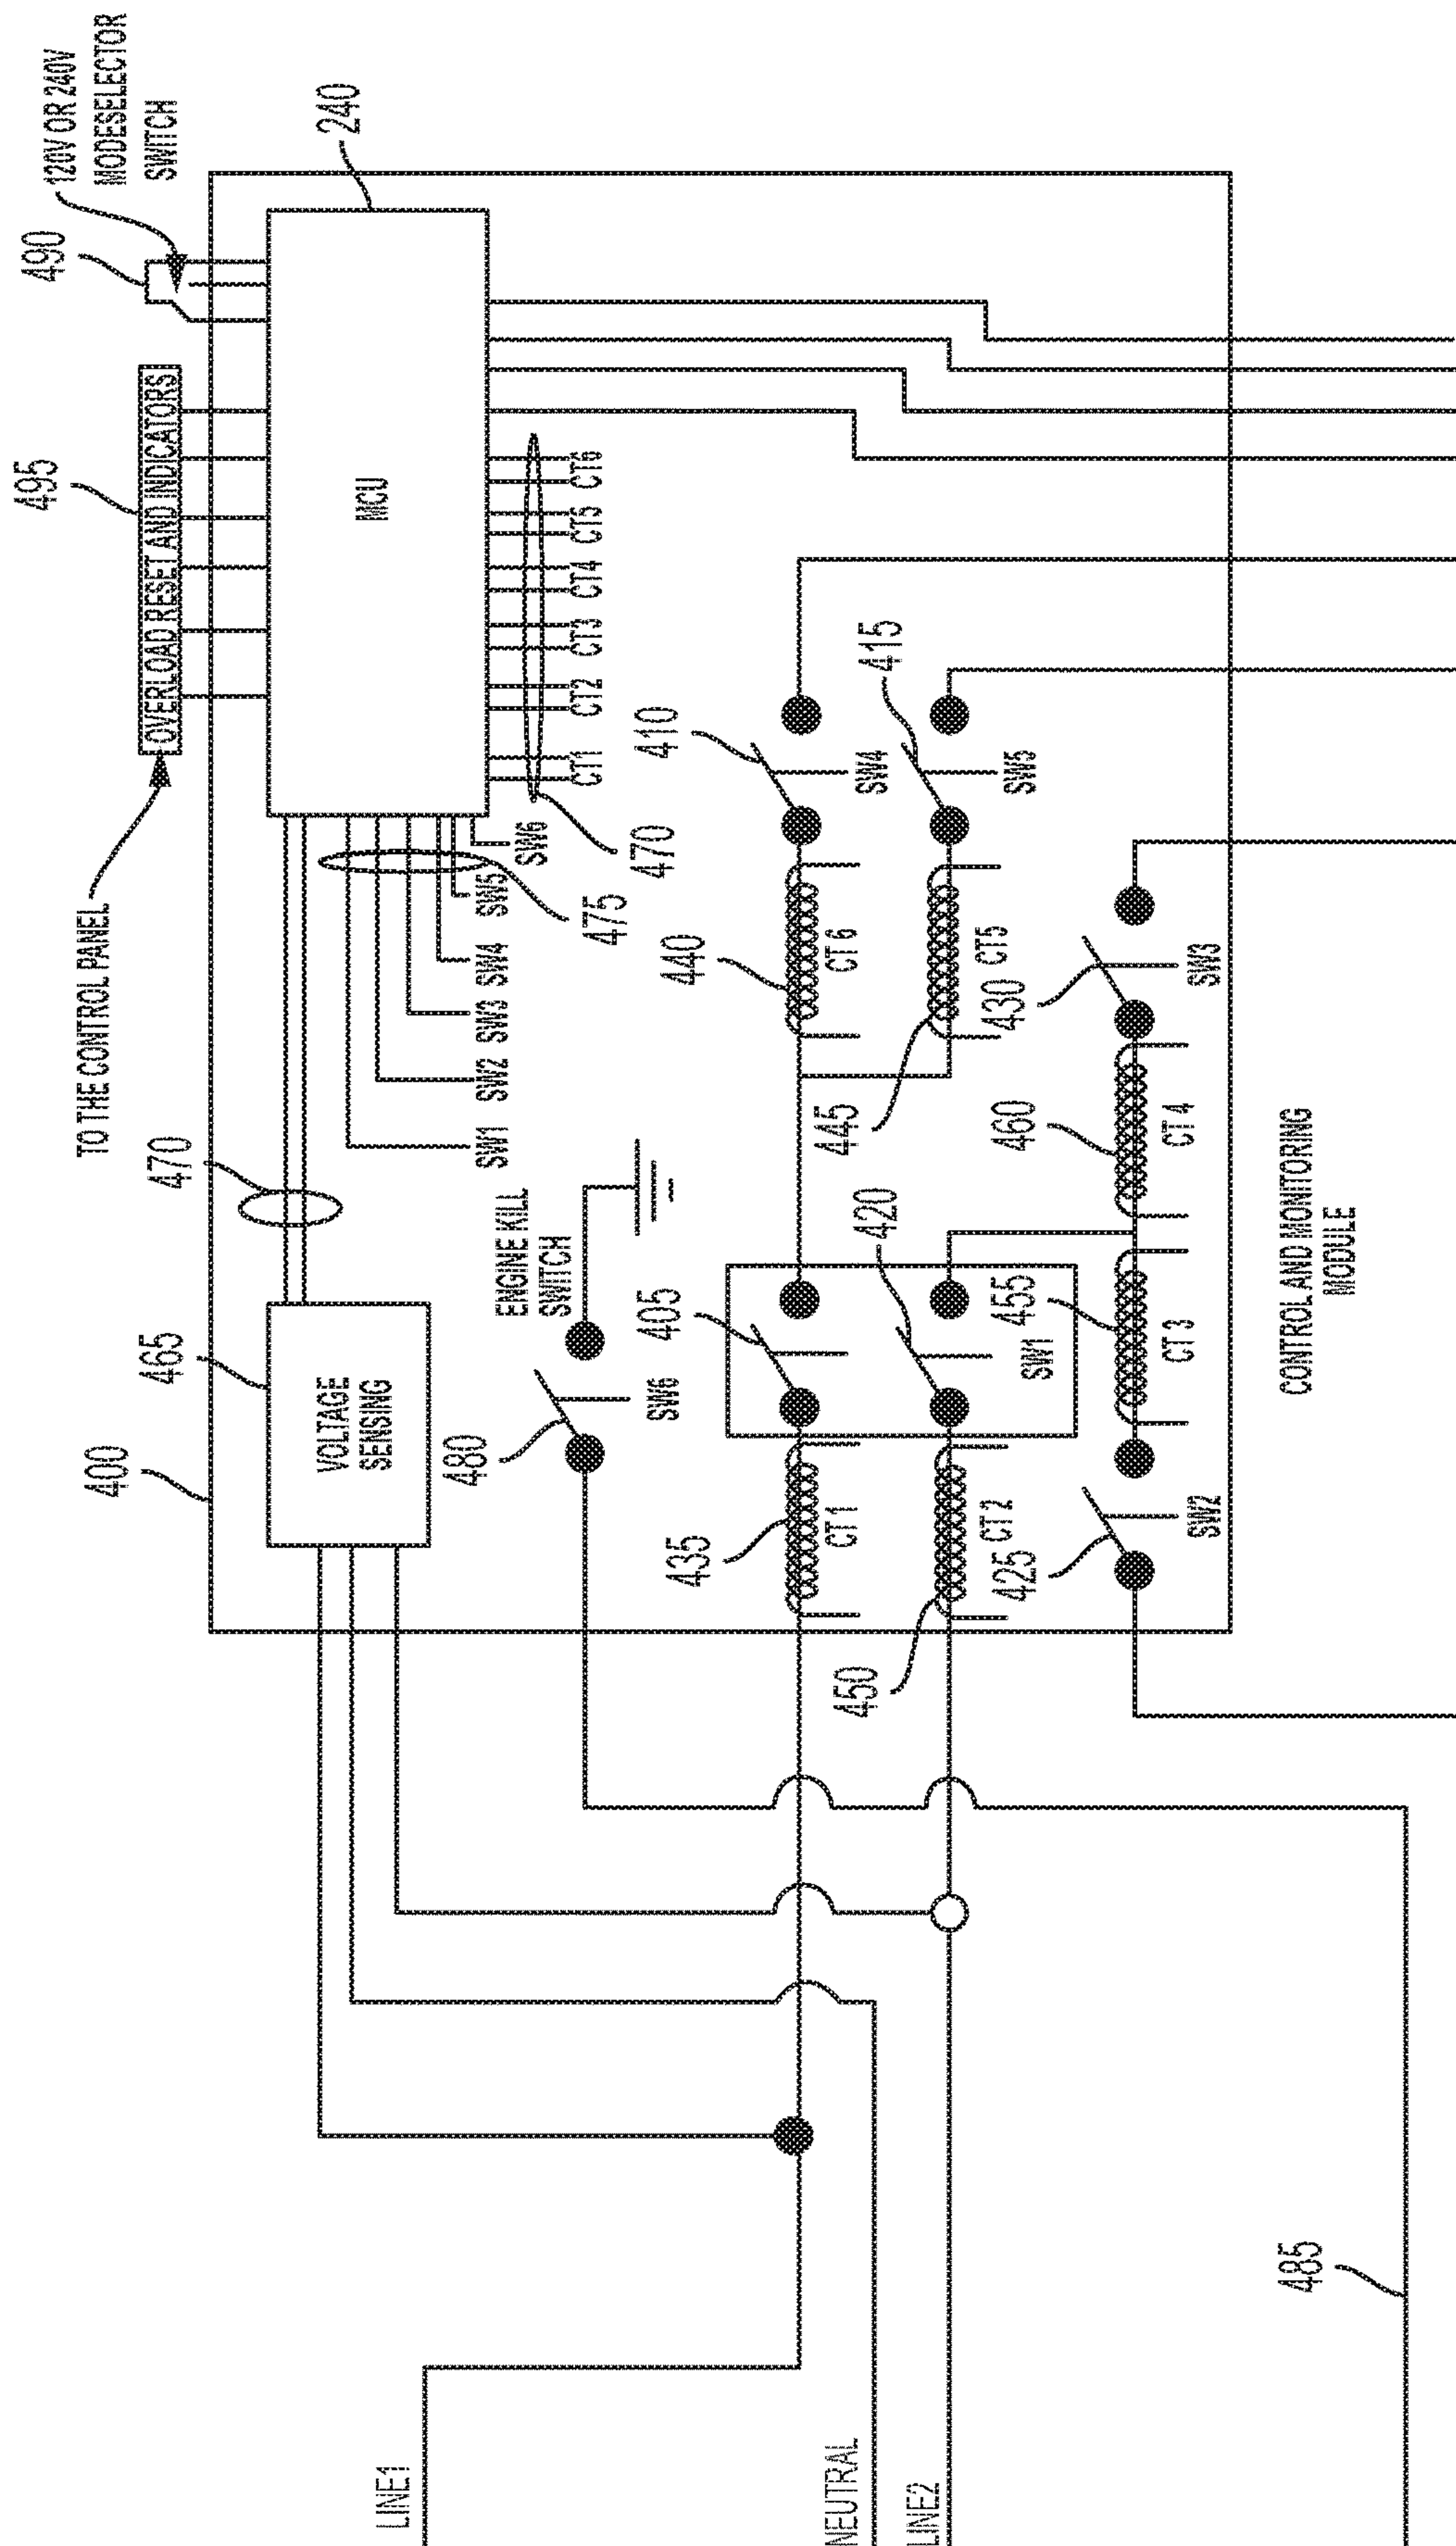 120V OR 240V
MODESELECTOR
SWITCH
490
240
495
OVERLOAD RESET AND INDICATORS
TO THE CONTROL PANEL
MCU
470
400
465
VOLTAGE
SENSING
SW1
SW2
SW3
SW4
SW5
SW6
475
CT1
CT2
CT3
CT4
CT5
CT6
470
ENGINE KILL
SWITCH
480
SW6
435
CT 1
405
440
CT 6
410
SW4
450
CT 2
420
SW1
445
CT5
415
SW5
425
SW2
455
CT 3
460
CT 4
430
SW3
CONTROL AND MONITORING
MODULE
LINE1
NEUTRAL
LINE2
485